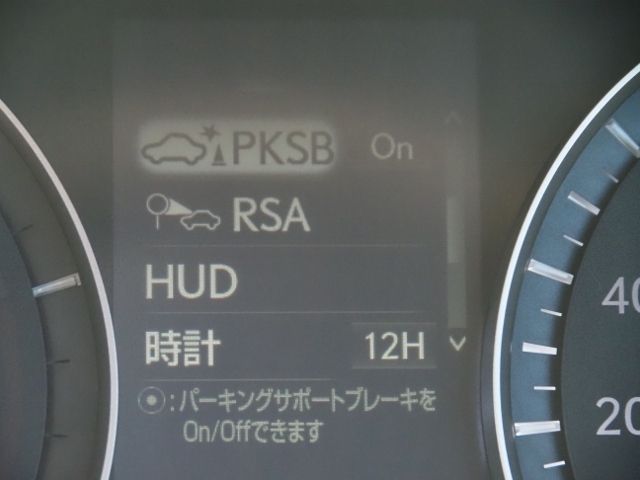 PKSB On
RSA
HUD
時計 12H
⦿:パーキングサポートブレーキを
On/Offできます
40
20